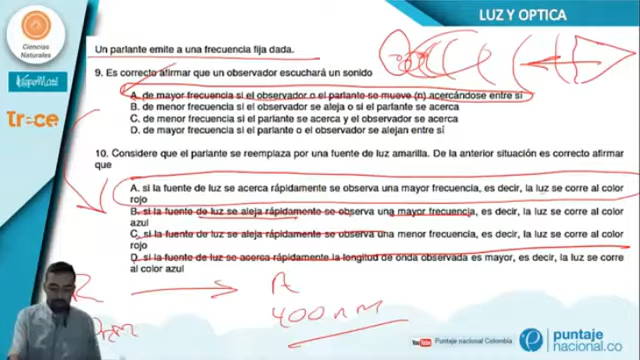 LUZ Y OPTICA
Ciencias
Naturales
Un parlante emite a una frecuencia fija dada.
9. Es correcto afirmar que un observador escuchará un sonido
A. de mayor frecuencia si el observador o el parlante se mueve (n) acercándose entre si
B. de menor frecuencia si el observador se aleja o si el parlante se acerca
C. de menor frecuencia si el parlante se acerca y el observador se acerca
D. de mayor frecuencia si el parlante o el observador se alejan entre sí
10. Considere que el parlante se reemplaza por una fuente de luz amarilla. De la anterior situación es correcto afirmar
que
A. si la fuente de luz se acerca rápidamente se observa una mayor frecuencia, es decir, la luz se corre al color
rojo
B. si la fuente de luz se aleja rápidamente se observa una mayor frecuencia, es decir, la luz se corre al color
azul
C. si la fuente de luz se aleja rápidamente se observa una menor frecuencia, es decir, la luz se corre al color
rojo
D. si la fuente de luz se acerca rápidamente la longitud de onda observada es mayor, es decir, la luz se corre
al color azul
R
A
400 nm
YouTube Puntaje nacional Colombia
puntaje
nacional.co